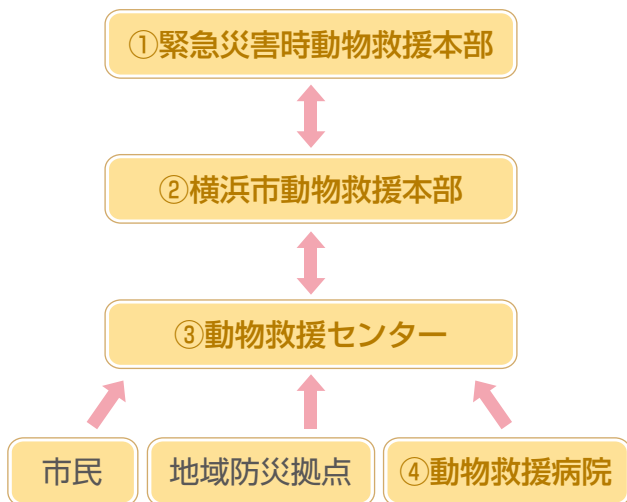 ①緊急災害時動物救援本部
②横浜市動物救援本部
③動物救援センター
市民
地域防災拠点
④動物救援病院